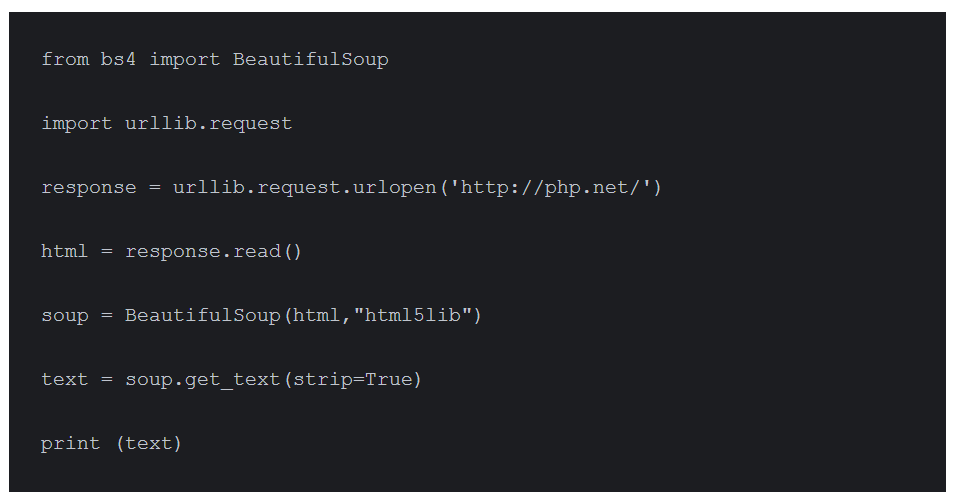 from bs4 import BeautifulSoup
import urllib.request
response = urllib.request.urlopen('http://php.net/')
html = response.read()
soup = BeautifulSoup(html,"html5lib")
text = soup.get_text(strip=True)
print (text)